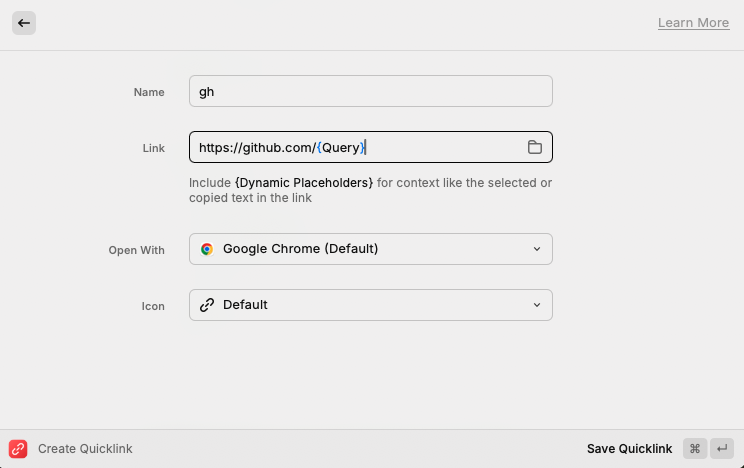 Learn More
Name
gh
Link
https://github.com/{Query}
Include {Dynamic Placeholders} for context like the selected or
copied text in the link
Open With
Google Chrome (Default)
Icon
Default
Create Quicklink
Save Quicklink ⌘ ↵